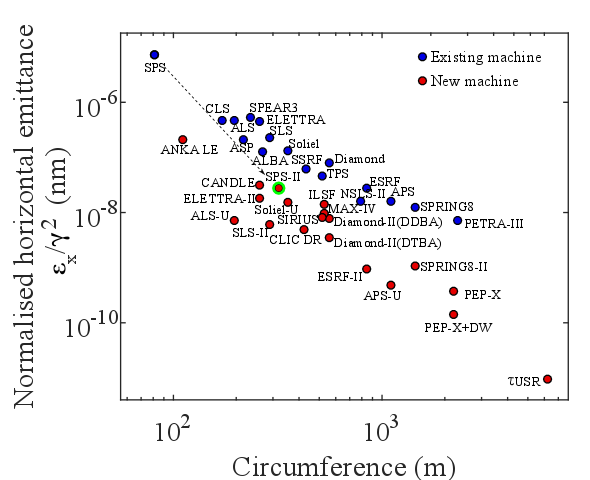 Normalised horizontal emittance
εx/γ² (nm)
10⁻⁶
10⁻⁸
10⁻¹⁰
Existing machine
New machine
SPS
CLS
SPEAR3
ALS
ELETTRA
SLS
ASP
Soliel
ANKA LE
ALBA
SSRF
Diamond
TPS
SPS-II
CANDLE
ESRF
ELETTRA-II
ILSF
NSLS-II
APS
Soliel-U
MAX-IV
SPRING8
ALS-U
SIRIUS
Diamond-II(DDBA)
PETRA-III
SLS-II
CLIC DR
Diamond-II(DTBA)
ESRF-II
SPRING8-II
APS-U
PEP-X
PEP-X+DW
τUSR
10²
10³
Circumference (m)